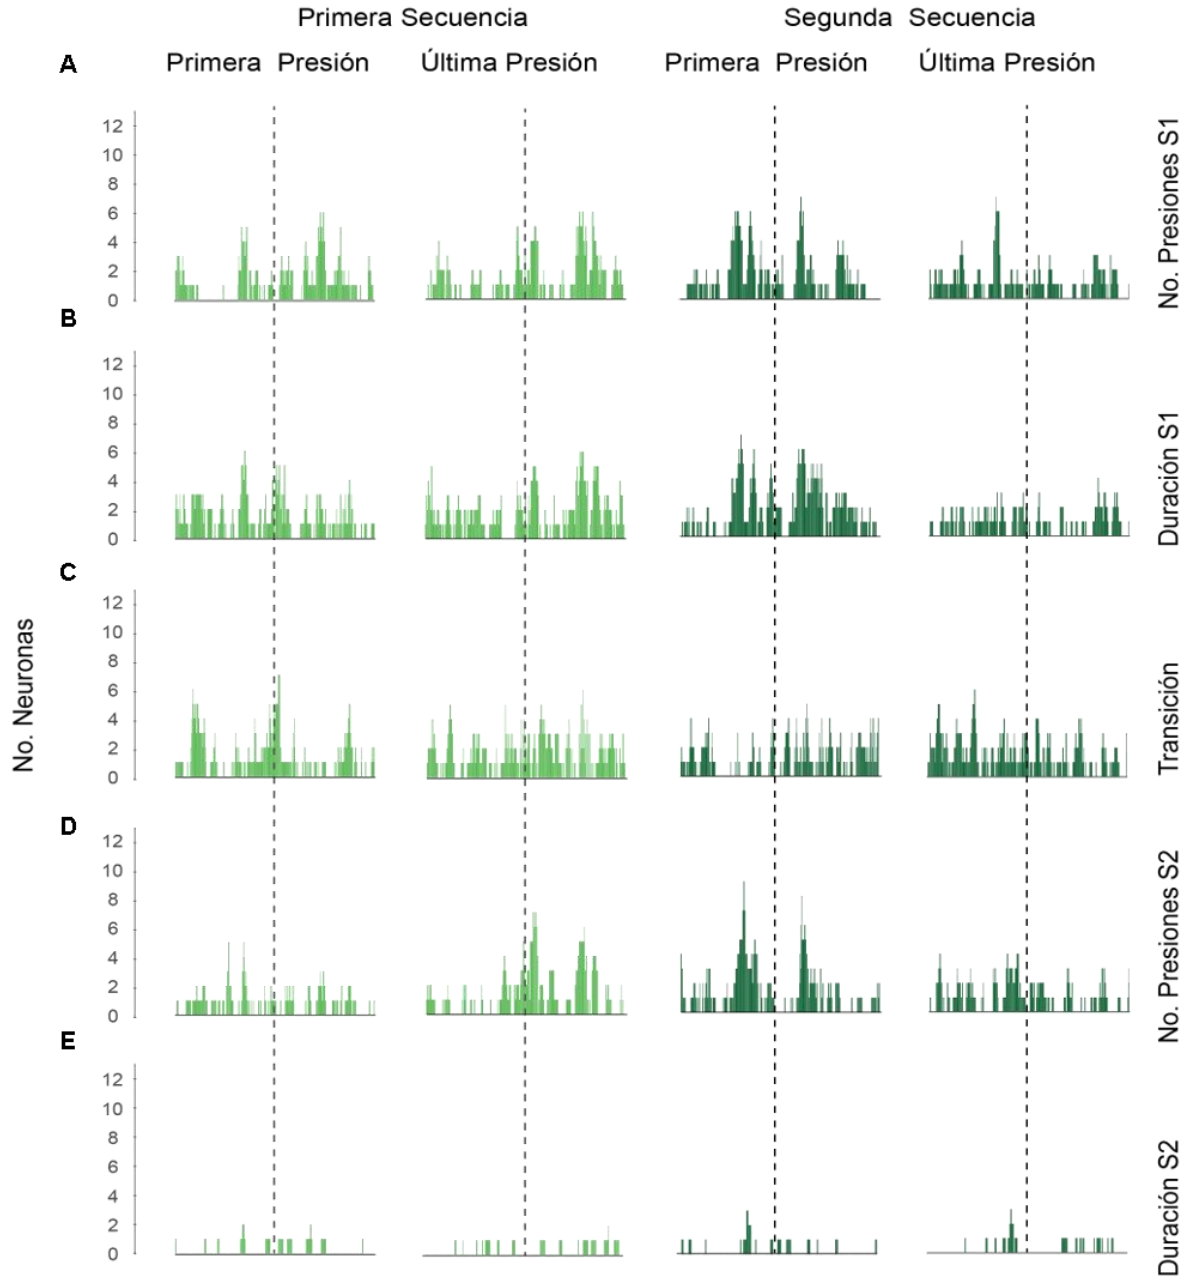 Primera Secuencia
Segunda Secuencia
A
Primera Presión
Última Presión
Primera Presión
Última Presión
12
10
8
6
4
2
0
No. Presiones S1
B
12
10
8
6
4
2
0
Duración S1
C
12
10
8
6
4
2
0
No. Neuronas
Transición
D
12
10
8
6
4
2
0
No. Presiones S2
E
12
10
8
6
4
2
0
Duración S2